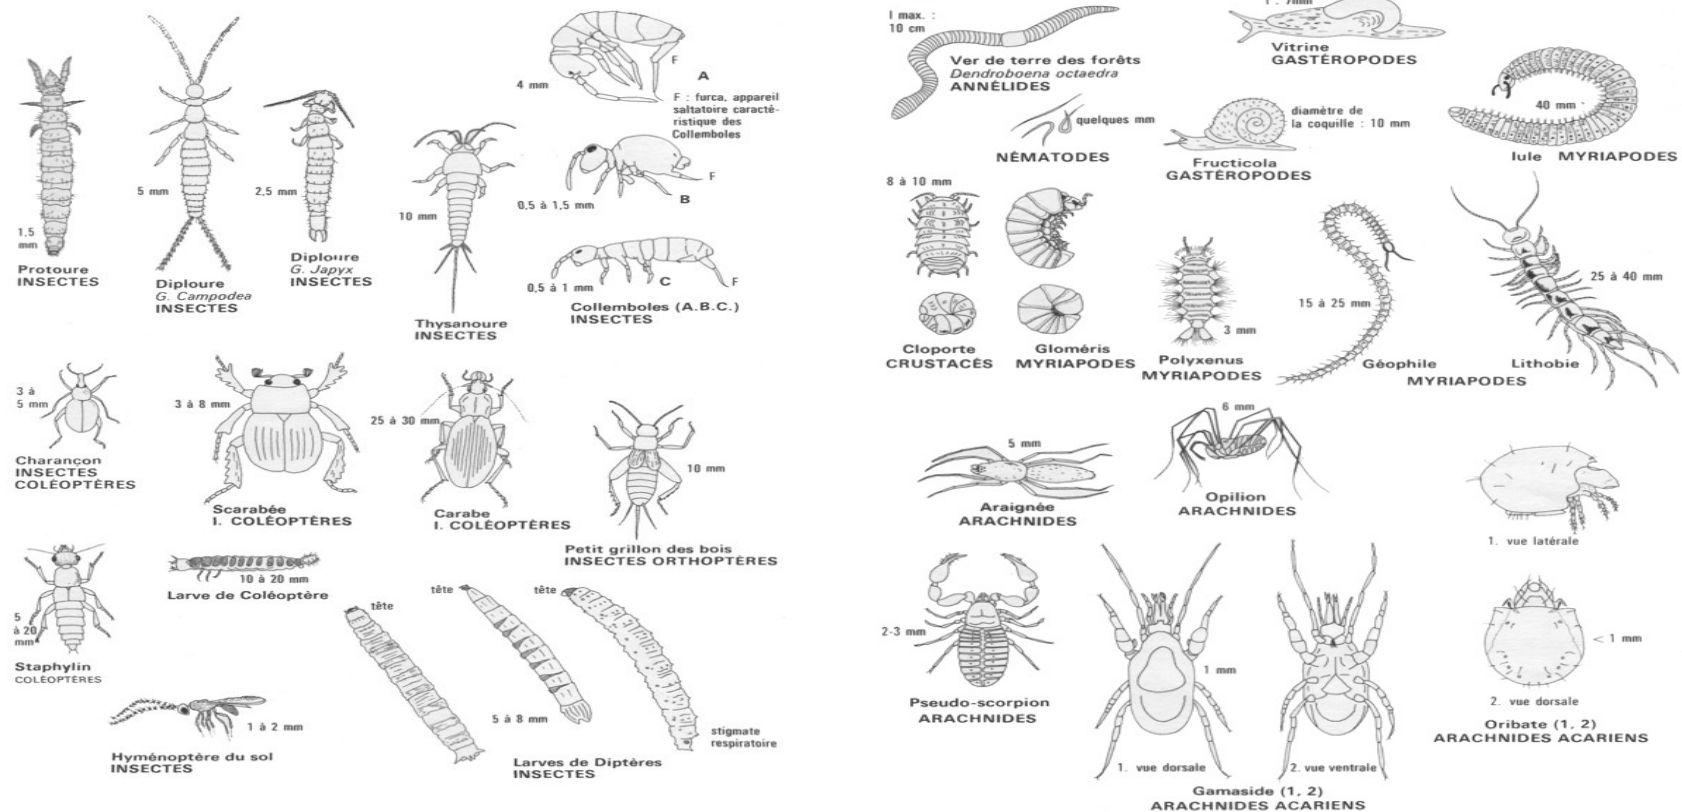 1,5
mm
Protoure
INSECTES
5 mm
Diploure
G. Campodea
INSECTES
2,5 mm
Diploure
G. Japyx
INSECTES
10 mm
Thysanoure
INSECTES
4 mm
F
A
F : furca, appareil
saltatoire caracté-
ristique des
Collemboles
F
B
0,5 à 1,5 mm
C
F
0,5 à 1 mm
Collemboles (A.B.C.)
INSECTES
3 à
5 mm
Charançon
INSECTES
COLÉOPTÈRES
3 à 8 mm
Scarabée
I. COLÉOPTÈRES
25 à 30 mm
Carabe
I. COLÉOPTÈRES
10 mm
Petit grillon des bois
INSECTES ORTHOPTÈRES
5
à 20
mm
Staphylin
COLÉOPTÈRES
10 à 20 mm
Larve de Coléoptère
tête
tête
tête
5 à 8 mm
stigmate
respiratoire
Larves de Diptères
INSECTES
1 à 2 mm
Hyménoptère du sol
INSECTES
l max. :
10 cm
Ver de terre des forêts
Dendroboena octaedra
ANNÉLIDES
Vitrine
GASTÉROPODES
quelques mm
NÉMATODES
diamètre de
la coquille : 10 mm
Fructicola
GASTÉROPODES
40 mm
Iule MYRIAPODES
8 à 10 mm
Cloporte
CRUSTACÉS
Gloméris
MYRIAPODES
3 mm
Polyxenus
MYRIAPODES
15 à 25 mm
Géophile
25 à 40 mm
Lithobie
MYRIAPODES
5 mm
Araignée
ARACHNIDES
6 mm
Opilion
ARACHNIDES
1. vue latérale
< 1 mm
2. vue dorsale
Oribate (1, 2)
ARACHNIDES ACARIENS
2-3 mm
Pseudo-scorpion
ARACHNIDES
1 mm
1. vue dorsale
2. vue ventrale
Gamaside (1, 2)
ARACHNIDES ACARIENS